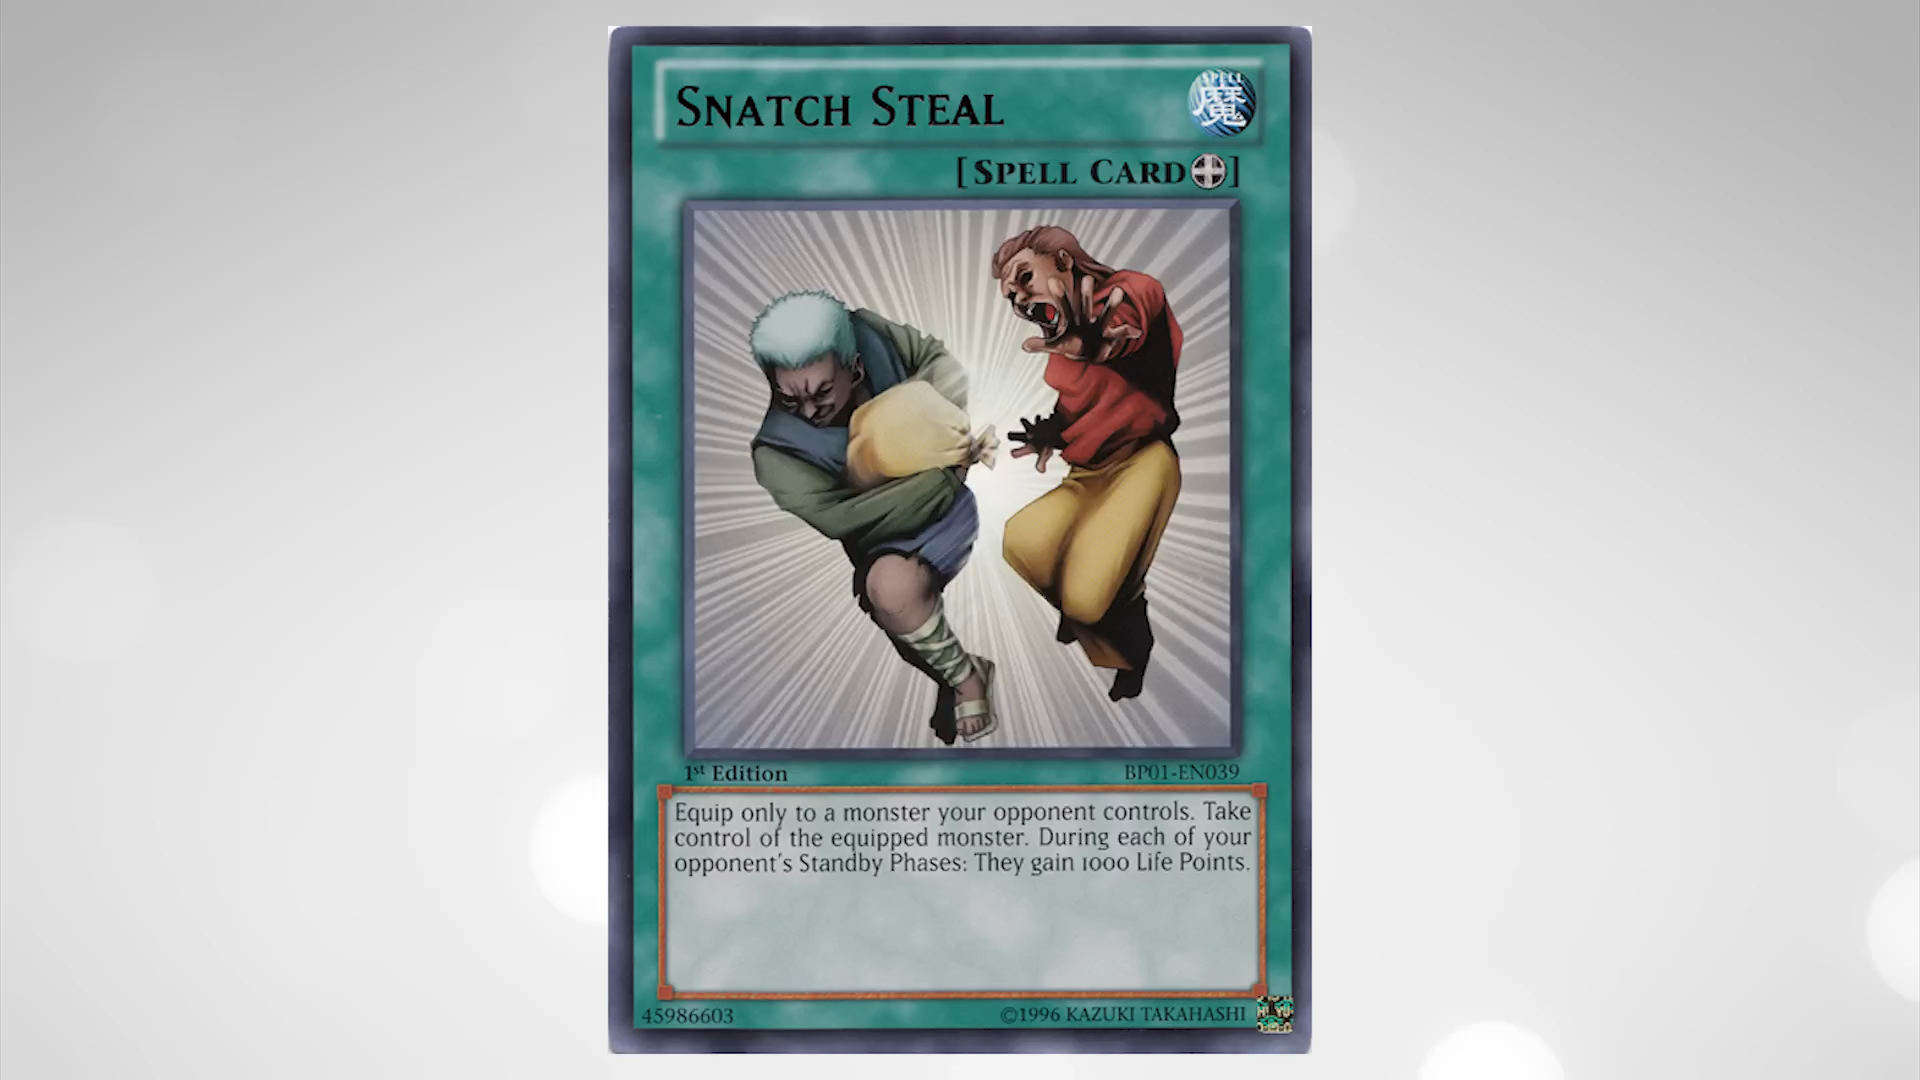 SNATCH STEAL
SPELL
魔
[SPELL CARD]
1st Edition
BP01-EN039
Equip only to a monster your opponent controls. Take
control of the equipped monster. During each of your
opponent's Standby Phases: They gain 1000 Life Points.
45986603
©1996 KAZUKI TAKAHASHI